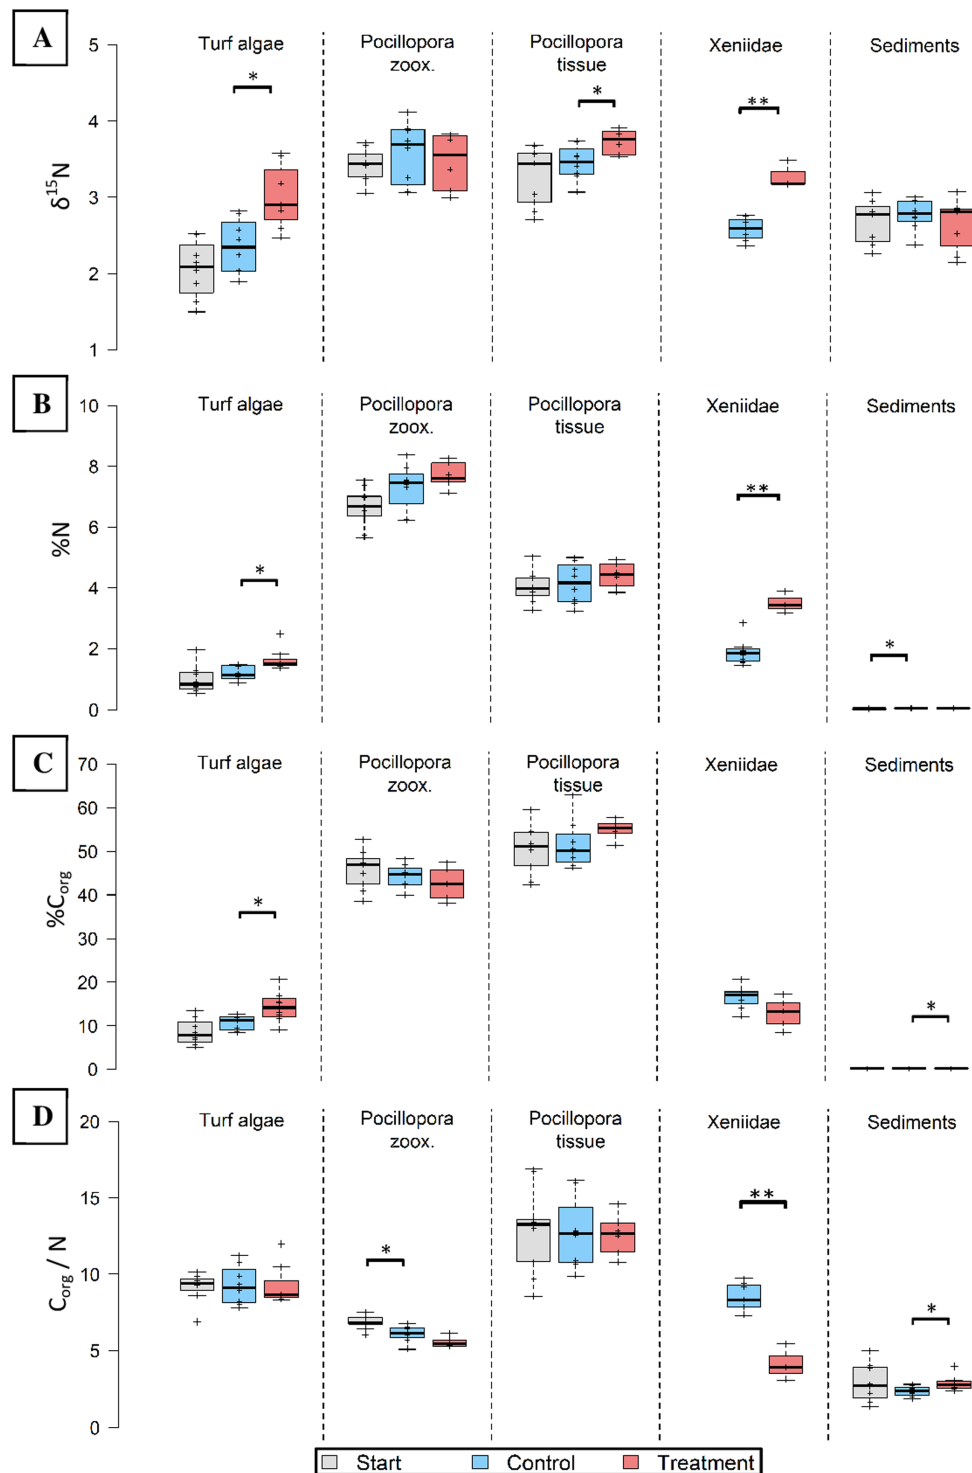 A
Turf algae
Pocillopora
zoox.
Pocillopora
tissue
Xeniidae
Sediments
5
4
3
2
1
δ15N
*
*
**
B
Turf algae
Pocillopora
zoox.
Pocillopora
tissue
Xeniidae
Sediments
10
8
6
4
2
0
%N
*
**
*
C
Turf algae
Pocillopora
zoox.
Pocillopora
tissue
Xeniidae
Sediments
70
60
50
40
30
20
10
0
%Corg
*
*
D
Turf algae
Pocillopora
zoox.
Pocillopora
tissue
Xeniidae
Sediments
20
15
10
5
0
Corg / N
*
**
*
Start Control Treatment